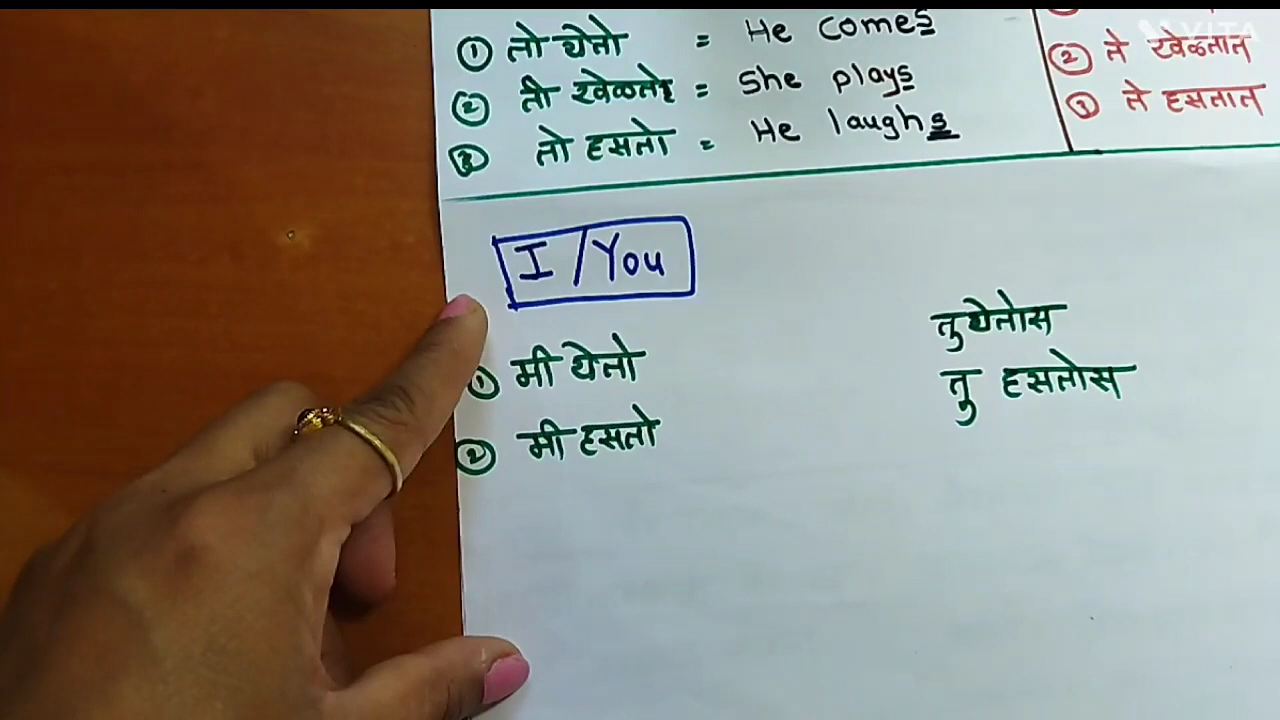 ① तो येतो = He comes
② ती खेळते = She plays
③ तो हसतो = He laughs
② ते खेळतात
③ ते हसतात
VITA
I/You
① मी येतो
② मी हसतो
तु येतोस
तु हसतोस